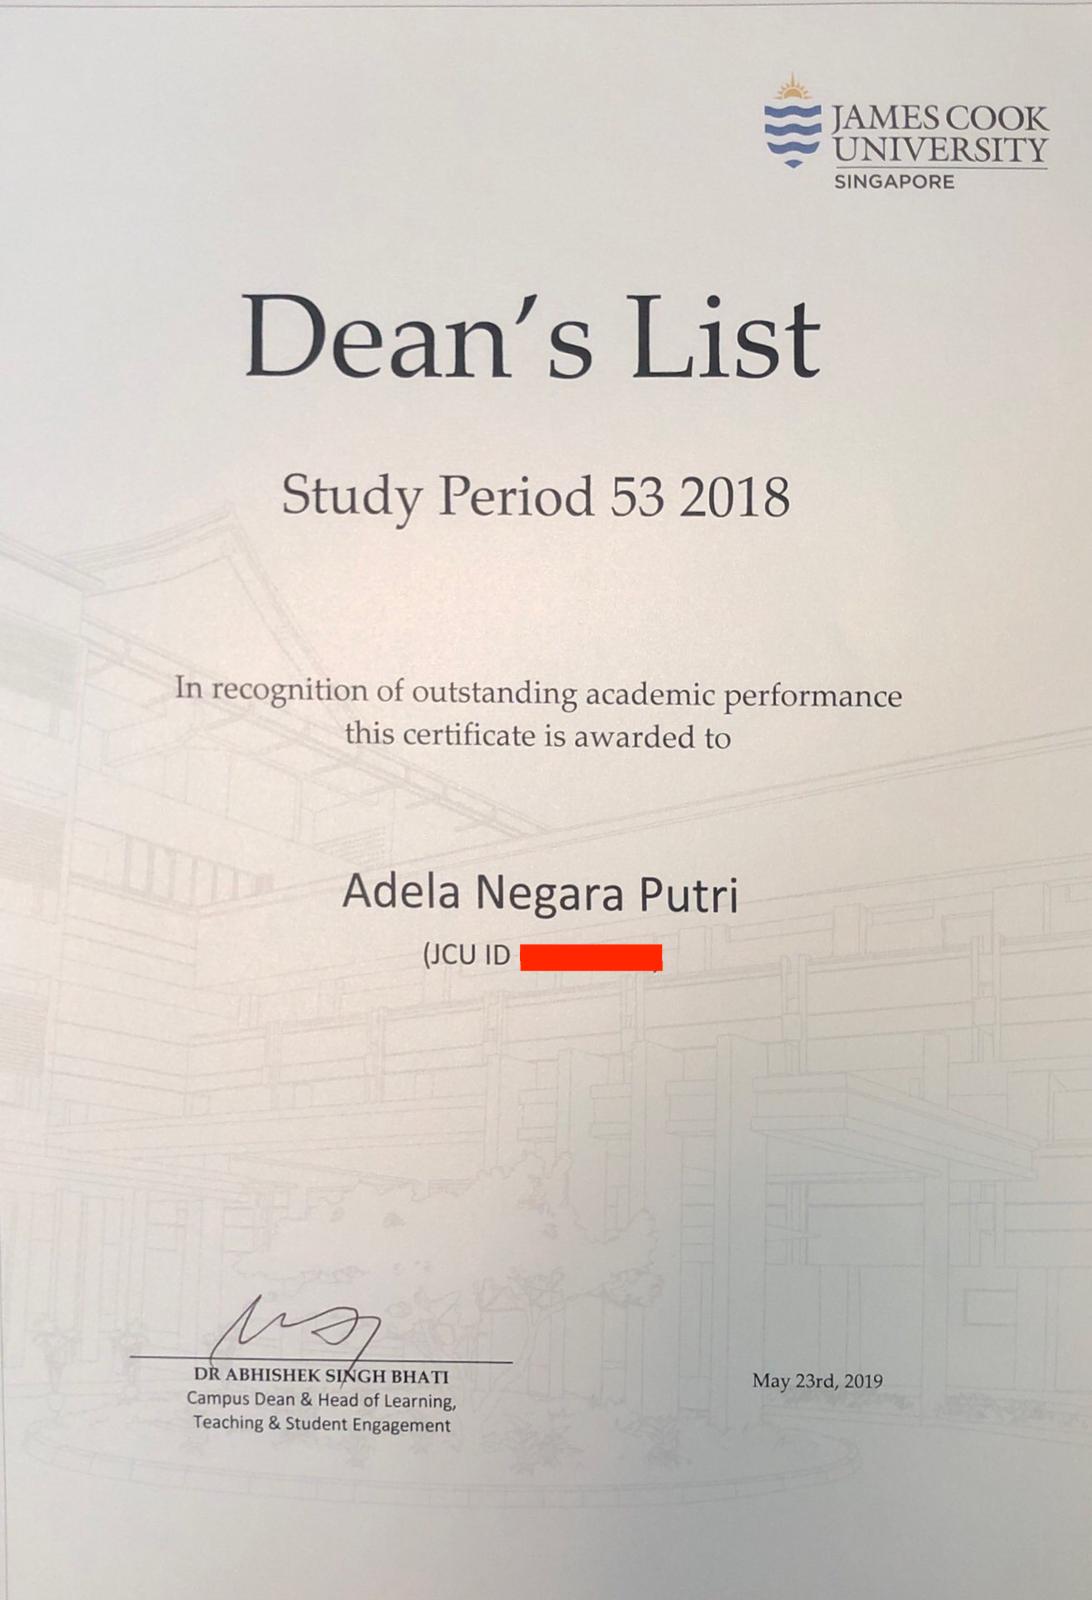 JAMES COOK
UNIVERSITY
SINGAPORE
Dean's List
Study Period 53 2018
In recognition of outstanding academic performance
this certificate is awarded to
Adela Negara Putri
(JCU ID
DR ABHISHEK SINGH BHATI
Campus Dean & Head of Learning,
Teaching & Student Engagement
May 23rd, 2019